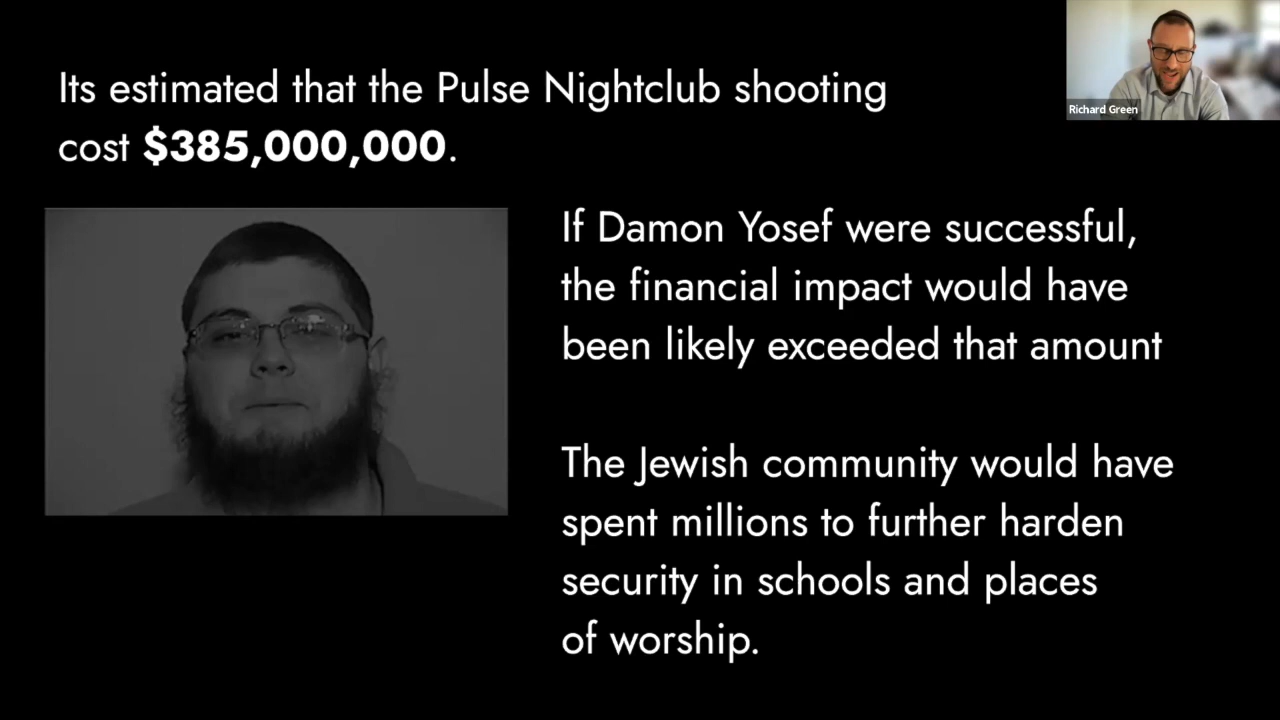 Its estimated that the Pulse Nightclub shooting
cost $385,000,000.
Richard Green
If Damon Yosef were successful,
the financial impact would have
been likely exceeded that amount
The Jewish community would have
spent millions to further harden
security in schools and places
of worship.